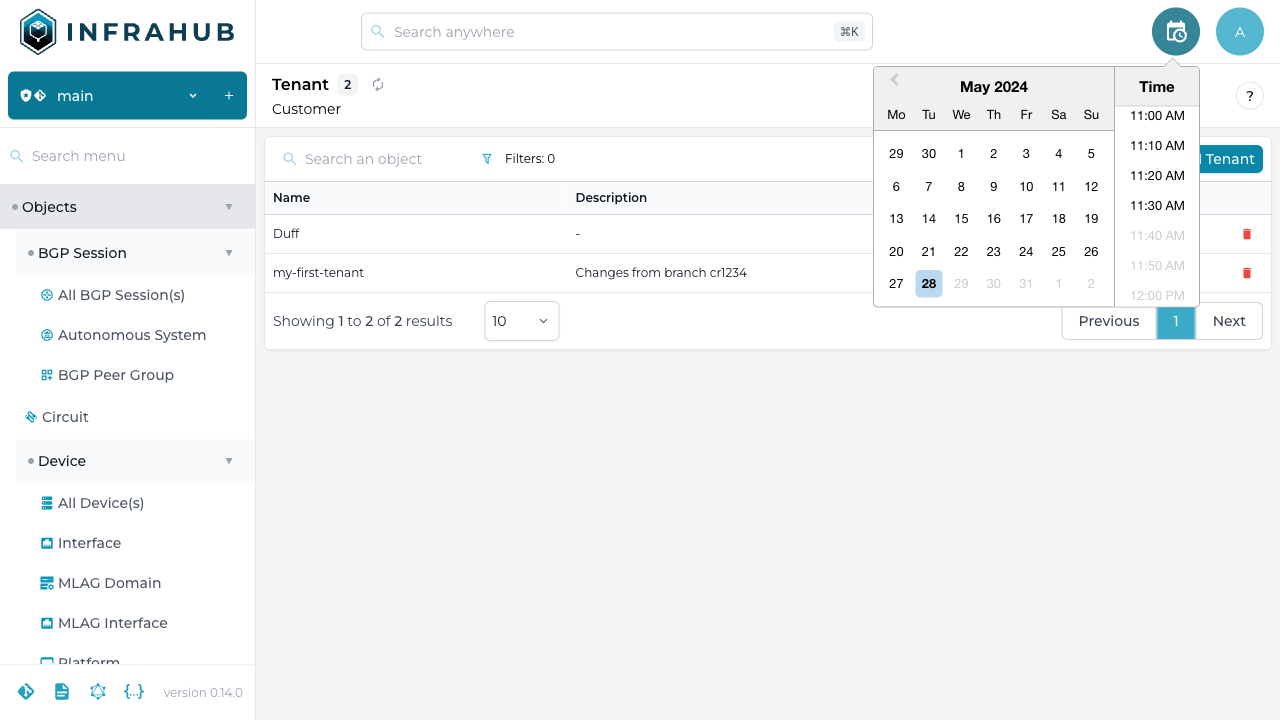 INFRAHUB
Search anywhere
⌘K
A
main
+
Search menu
Objects
BGP Session
All BGP Session(s)
Autonomous System
BGP Peer Group
Circuit
Device
All Device(s)
Interface
MLAG Domain
MLAG Interface
Platform
{...}
version 0.14.0
Tenant 2
Customer
?
Search an object
Filters: 0
Tenant
Name Description
Duff -
my-first-tenant Changes from branch cr1234
Showing 1 to 2 of 2 results
10
Previous 1 Next
May 2024
Mo Tu We Th Fr Sa Su
29 30 1 2 3 4 5
6 7 8 9 10 11 12
13 14 15 16 17 18 19
20 21 22 23 24 25 26
27 28 29 30 31 1 2
Time
11:00 AM
11:10 AM
11:20 AM
11:30 AM
11:40 AM
11:50 AM
12:00 PM